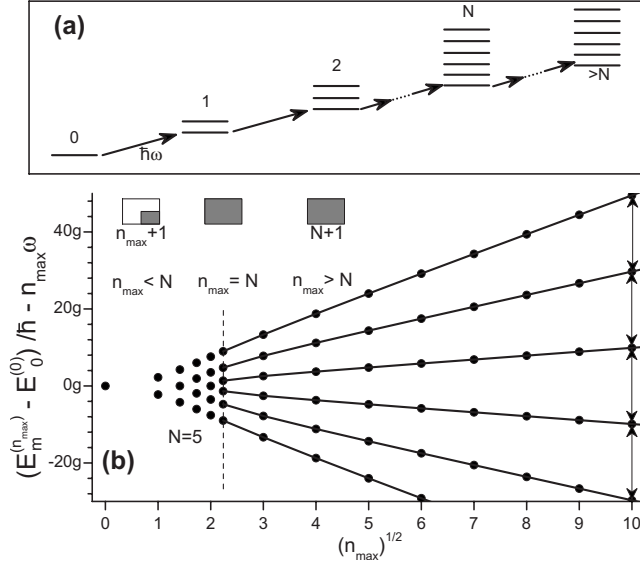 (a)
0
1
2
N
>N
ħω
(b)
n_max+1
N+1
n_max < N
n_max = N
n_max > N
N=5
40g
20g
0g
-20g
(E_m^(n_max) - E_0^(0)) /ħ - n_max ω
0 1 2 3 4 5 6 7 8 9 10
(n_max)^1/2